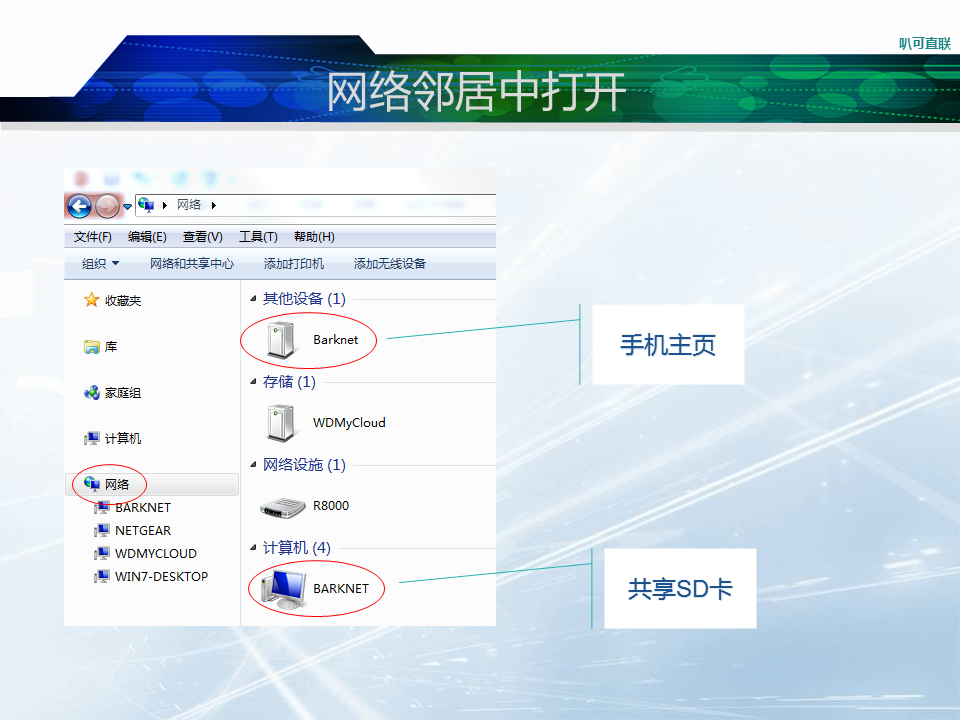 叭可直联
网络邻居中打开
网络
文件(F) 编辑(E) 查看(V) 工具(T) 帮助(H)
组织 网络和共享中心 添加打印机 添加无线设备
收藏夹
库
家庭组
计算机
网络
BARKNET
NETGEAR
WDMYCLOUD
WIN7-DESKTOP
其他设备 (1)
Barknet
存储 (1)
WDMyCloud
网络设施 (1)
R8000
计算机 (4)
BARKNET
手机主页
共享SD卡